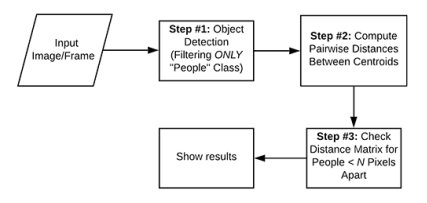 Input
Image/Frame
Step #1: Object
Detection
(Filtering ONLY
"People" Class)
Step #2: Compute
Pairwise Distances
Between Centroids
Step #3: Check
Distance Matrix for
People < N Pixels
Apart
Show results